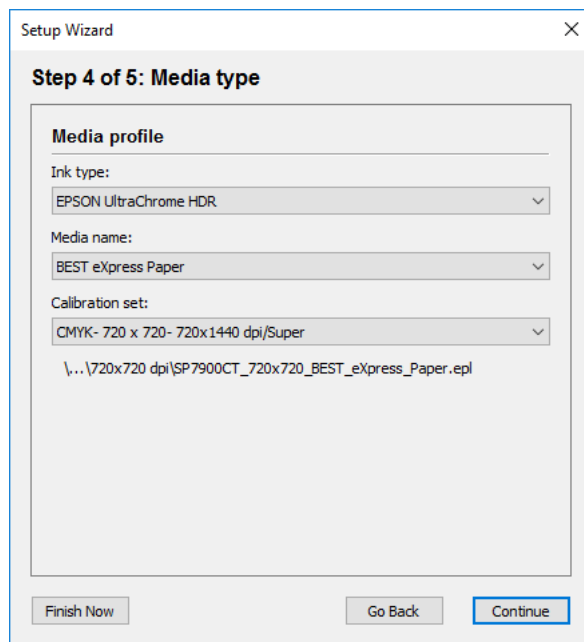 Setup Wizard
Step 4 of 5: Media type
Media profile
Ink type:
EPSON UltraChrome HDR
Media name:
BEST eXpress Paper
Calibration set:
CMYK- 720 x 720- 720x1440 dpi/Super
\...\720x720 dpi\SP7900CT_720x720_BEST_eXpress_Paper.epl
Finish Now Go Back Continue